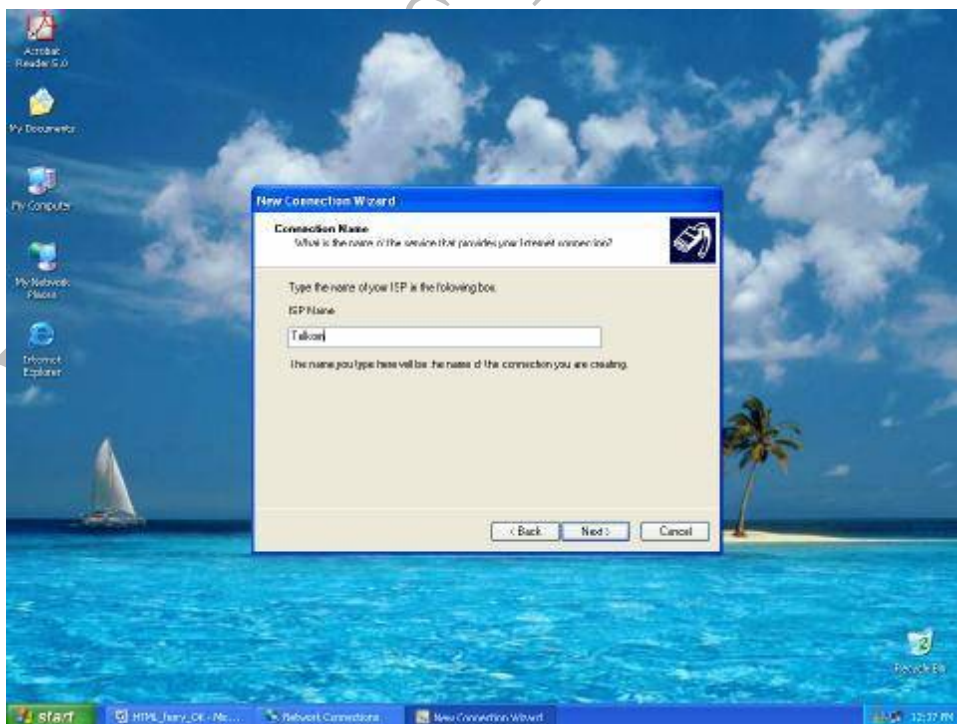 Acrobat
Reader 5.0
My Documents
My Computer
My Network
Places
Internet
Explorer
New Connection Wizard
Connection Name
What is the name of the service that provides your Internet connection?
Type the name of your ISP in the following box.
ISP Name
Telkom
The name you type here will be the name of the connection you are creating.
< Back
Next >
Cancel
Recycle Bin
start
Network Connections
New Connection Wizard
12:37 PM